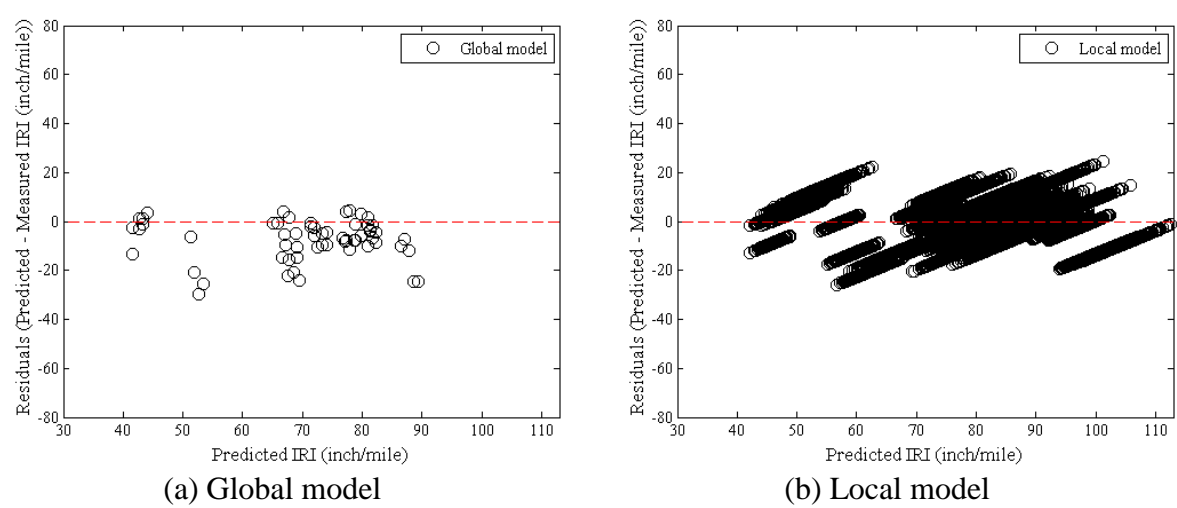 Residuals (Predicted - Measured IRI (inch/mile))
80
60
40
20
0
-20
-40
-60
-80
Global model
30 40 50 60 70 80 90 100 110
Predicted IRI (inch/mile)
(a) Global model
Residuals (Predicted - Measured IRI (inch/mile))
80
60
40
20
0
-20
-40
-60
-80
Local model
30 40 50 60 70 80 90 100 110
Predicted IRI (inch/mile)
(b) Local model